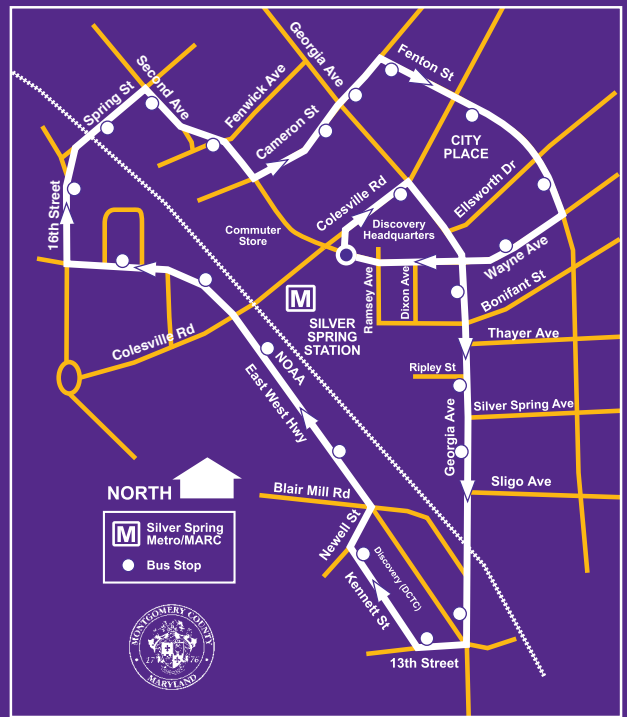 Georgia Ave
Fenton St
Second Ave
Spring St
Fenwick Ave
Cameron St
CITY
PLACE
Ellsworth Dr
16th Street
Colesville Rd
Commuter
Store
Discovery
Headquarters
Wayne Ave
Bonifant St
Ramsey Ave
Dixon Ave
M
SILVER
SPRING
STATION
Colesville Rd
NOAA
East West Hwy
Thayer Ave
Ripley St
Silver Spring Ave
Georgia Ave
Sligo Ave
Blair Mill Rd
Newell St
Discovery (DCTC)
Kennett St
13th Street
NORTH
M
Silver Spring
Metro/MARC
Bus Stop
MONTGOMERY COUNTY
17 76
MARYLAND